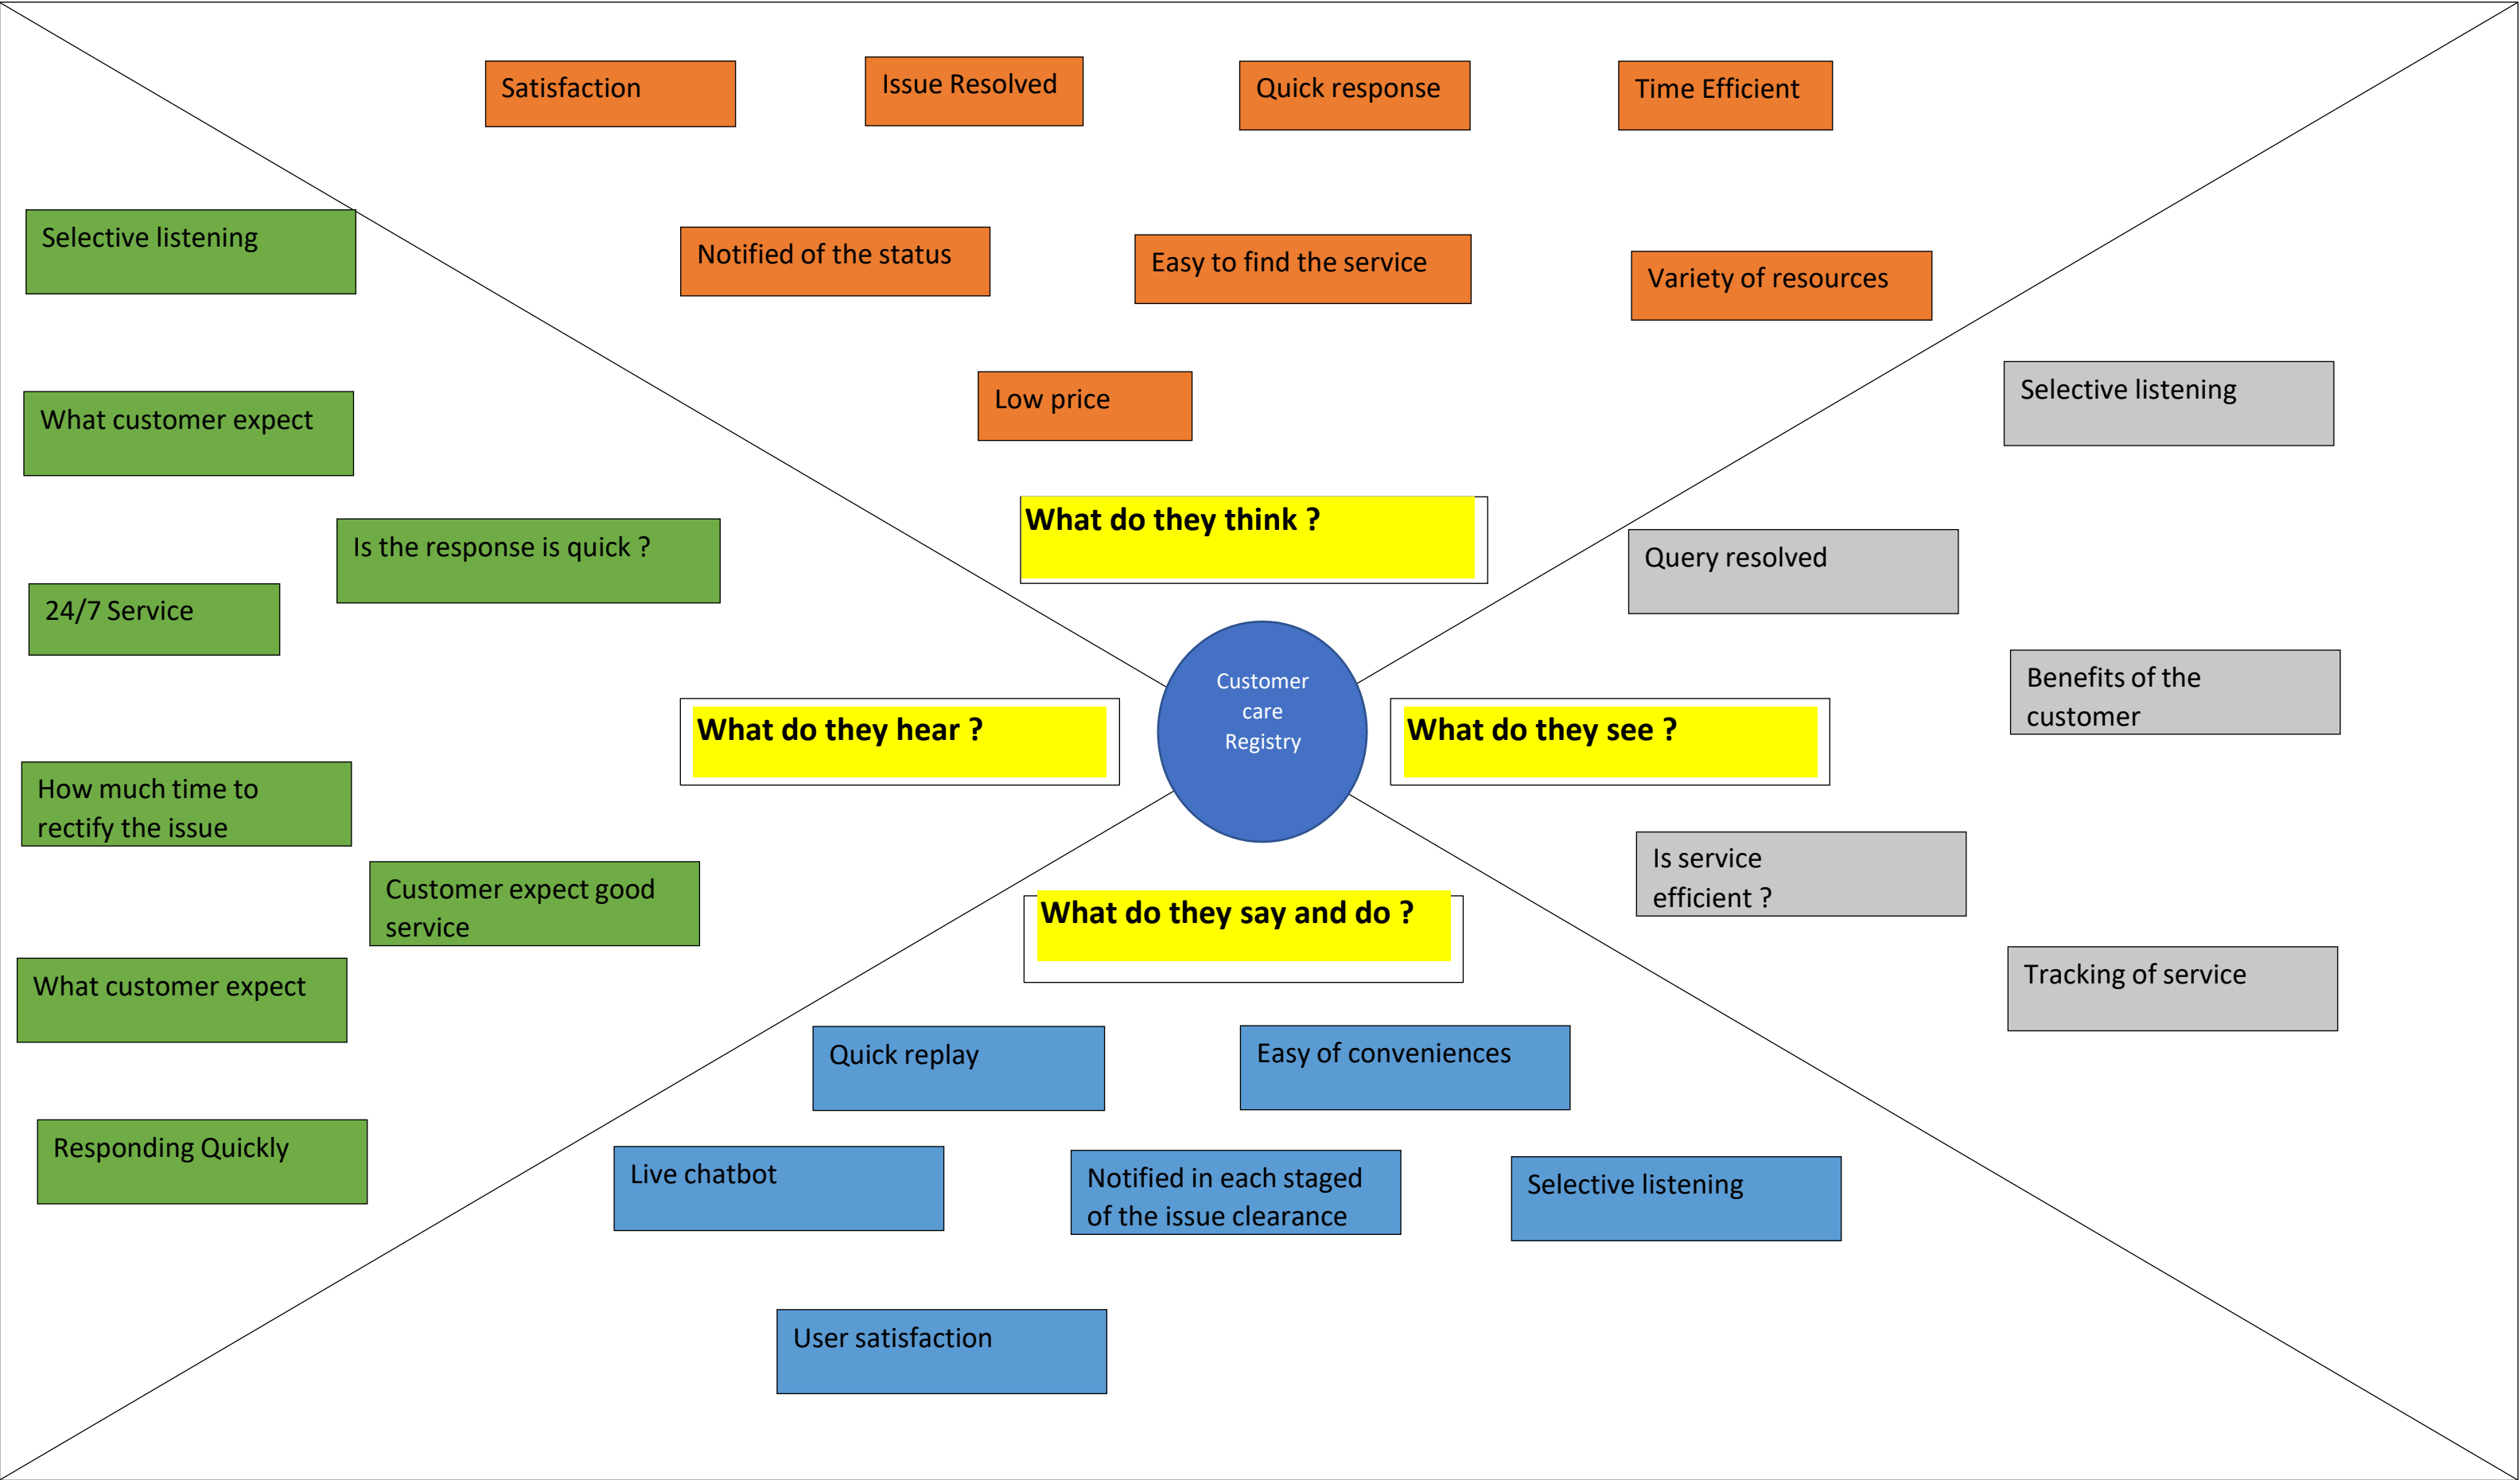 Satisfaction
Issue Resolved
Quick response
Time Efficient
Notified of the status
Easy to find the service
Variety of resources
Low price
What do they think ?
Selective listening
What customer expect
Is the response is quick ?
24/7 Service
What do they hear ?
How much time to
rectify the issue
Customer expect good
service
What customer expect
Responding Quickly
Customer
care
Registry
Selective listening
Query resolved
Benefits of the
customer
What do they see ?
Is service
efficient ?
Tracking of service
What do they say and do ?
Quick replay
Easy of conveniences
Live chatbot
Notified in each staged
of the issue clearance
Selective listening
User satisfaction